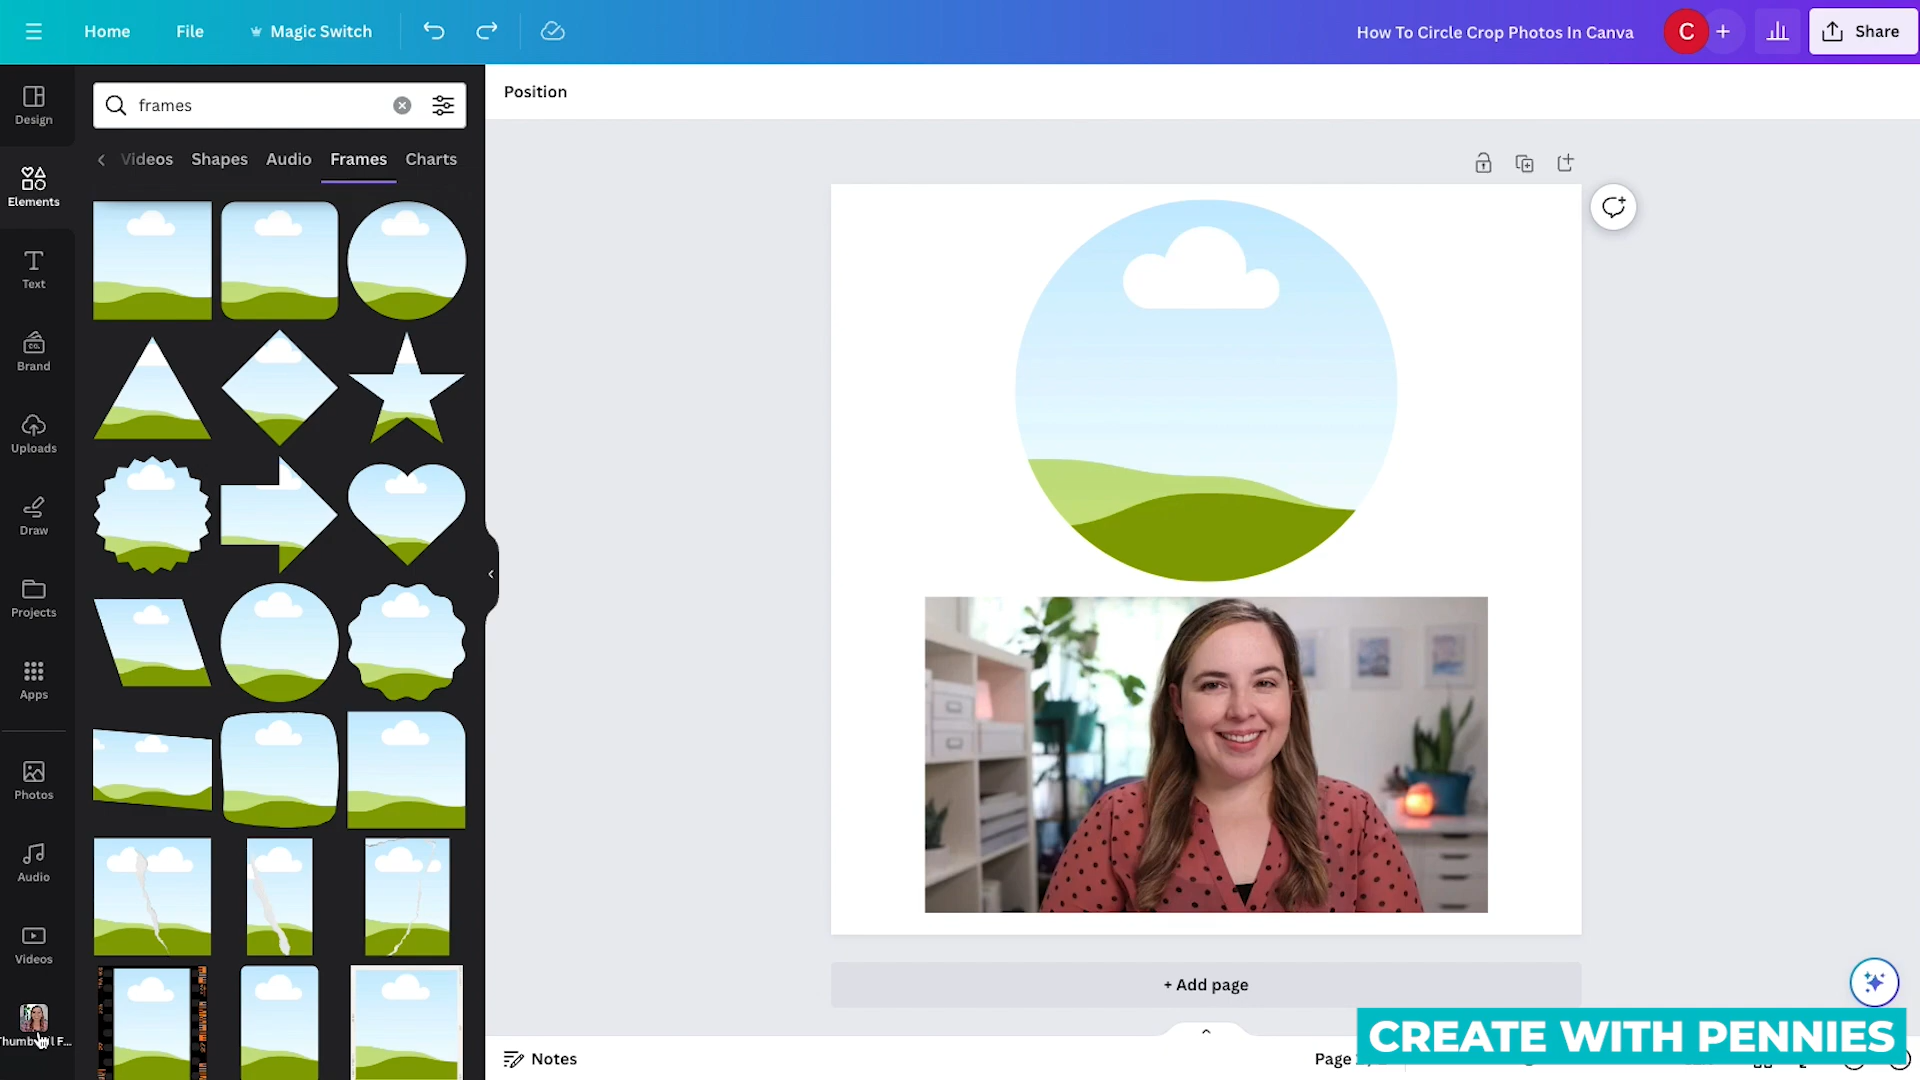 Home
File
Magic Switch
How To Circle Crop Photos In Canva
C
Share
Design
Elements
Text
Brand
Uploads
Draw
Projects
Apps
Photos
Audio
Videos
frames
Videos
Shapes
Audio
Frames
Charts
Position
+ Add page
Notes
Page
CREATE WITH PENNIES